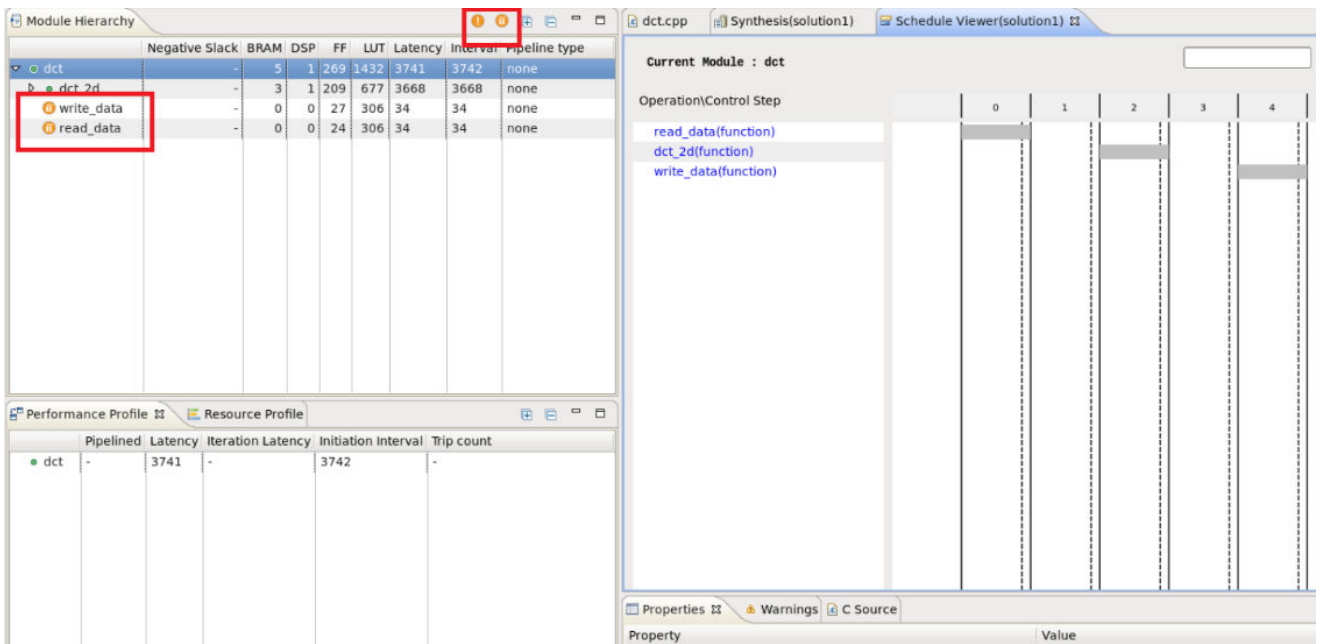 Module Hierarchy
Negative Slack BRAM DSP FF LUT Latency Interval Pipeline type
dct - 5 1 269 1432 3741 3742 none
dct_2d - 3 1 209 677 3668 3668 none
write_data - 0 0 27 306 34 34 none
read_data - 0 0 24 306 34 34 none
Performance Profile Resource Profile
Pipelined Latency Iteration Latency Initiation Interval Trip count
dct - 3741 - 3742 -
dct.cpp Synthesis(solution1) Schedule Viewer(solution1)
Current Module : dct
Operation\Control Step 0 1 2 3 4
read_data(function)
dct_2d(function)
write_data(function)
Properties Warnings C Source
Property Value